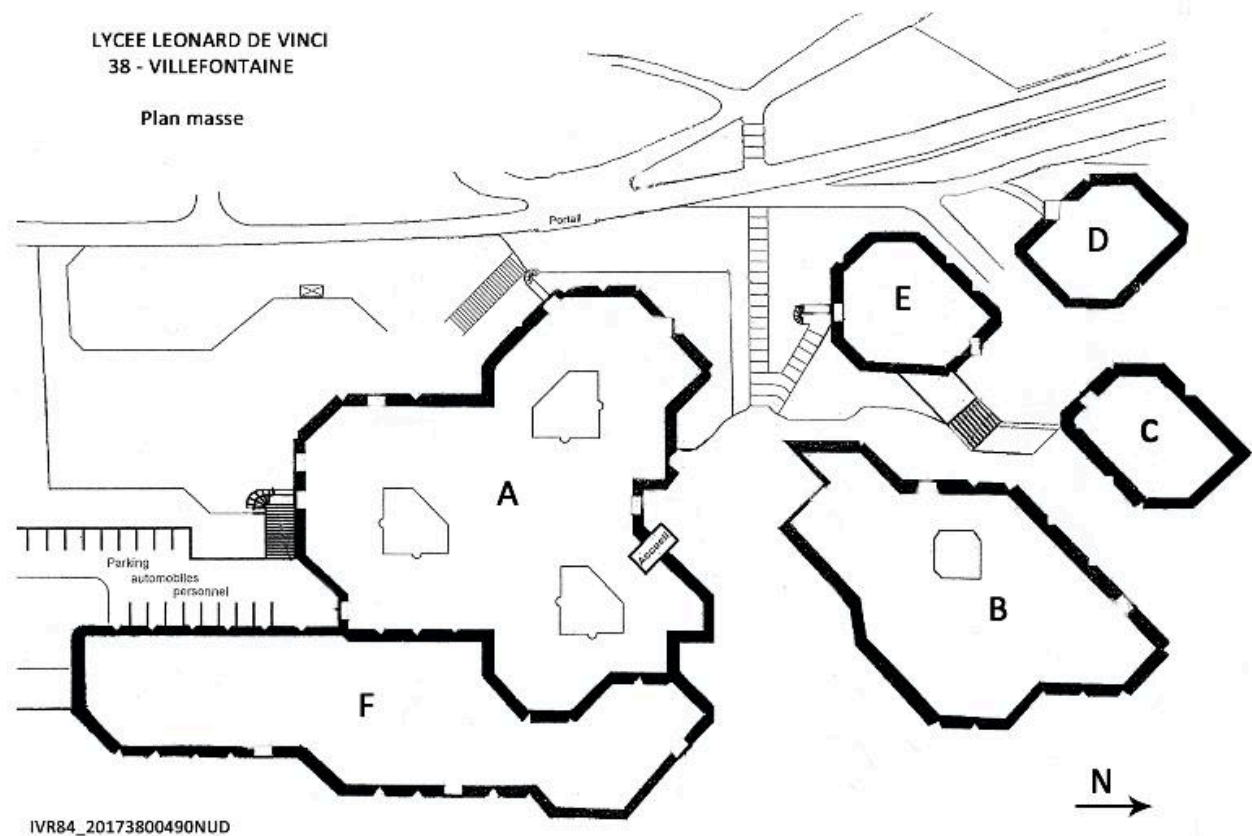 LYCEE LEONARD DE VINCI
38 - VILLEFONTAINE
Plan masse
Portail
D
E
C
A
Accueil
B
Parking
automobiles
personnel
F
N
IVR84_20173800490NUD